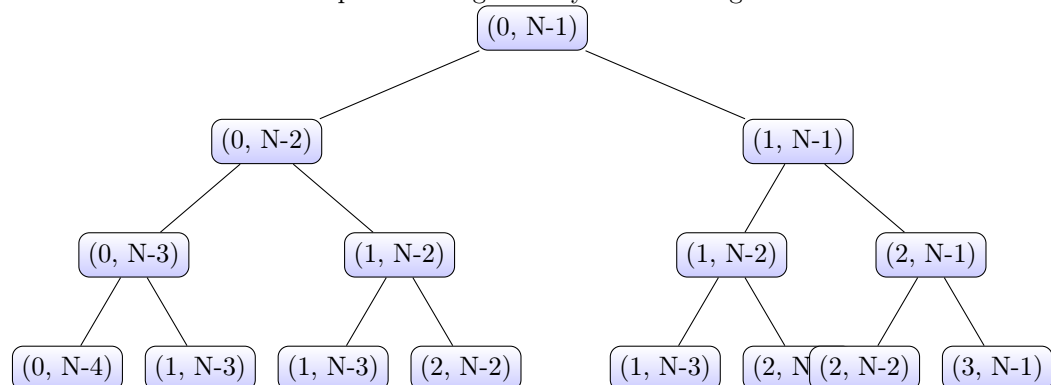 (0, N-1)
(0, N-2) (1, N-1)
(0, N-3) (1, N-2) (1, N-2) (2, N-1)
(0, N-4) (1, N-3) (1, N-3) (2, N-2) (1, N-3) (2, (2, N-2) (3, N-1)